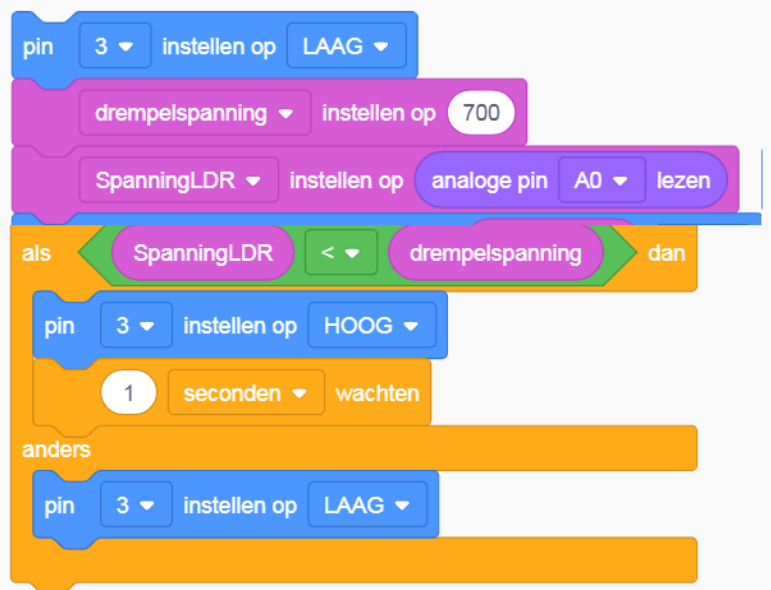 pin 3 instellen op LAAG
drempelspanning instellen op 700
SpanningLDR instellen op analoge pin A0 lezen
als SpanningLDR < drempelspanning dan
pin 3 instellen op HOOG
1 seconden wachten
anders
pin 3 instellen op LAAG